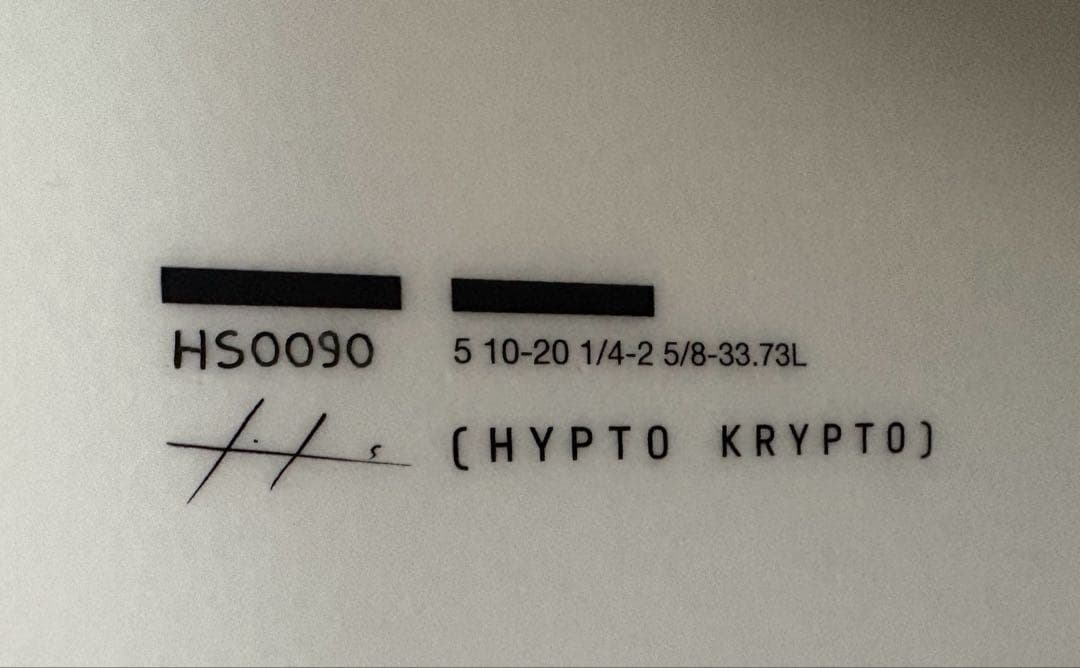 HS0090
5 10-20 1/4-2 5/8-33.73L
(HYPTO KRYPTO)